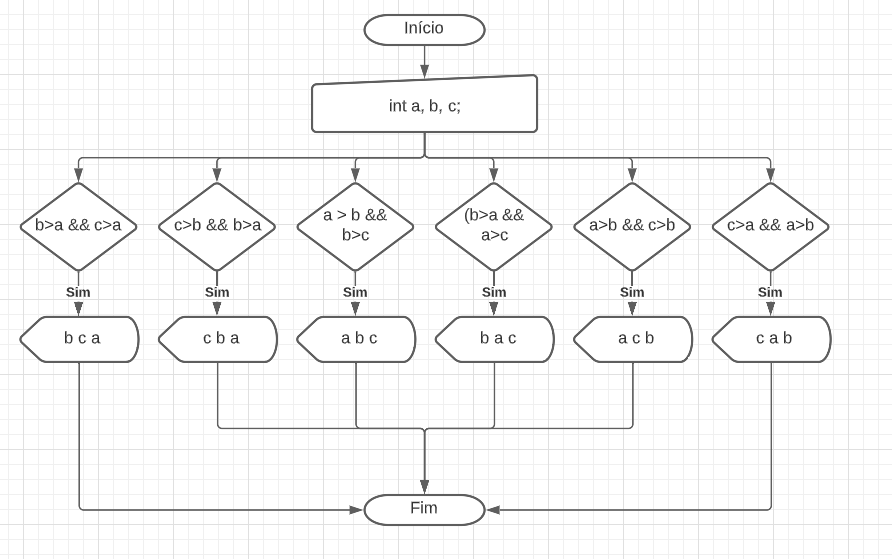 Início
int a, b, c;
b>a && c>a
c>b && b>a
a > b &&
b>c
(b>a &&
a>c
a>b && c>b
c>a && a>b
Sim
Sim
Sim
Sim
Sim
Sim
b c a
c b a
a b c
b a c
a c b
c a b
Fim